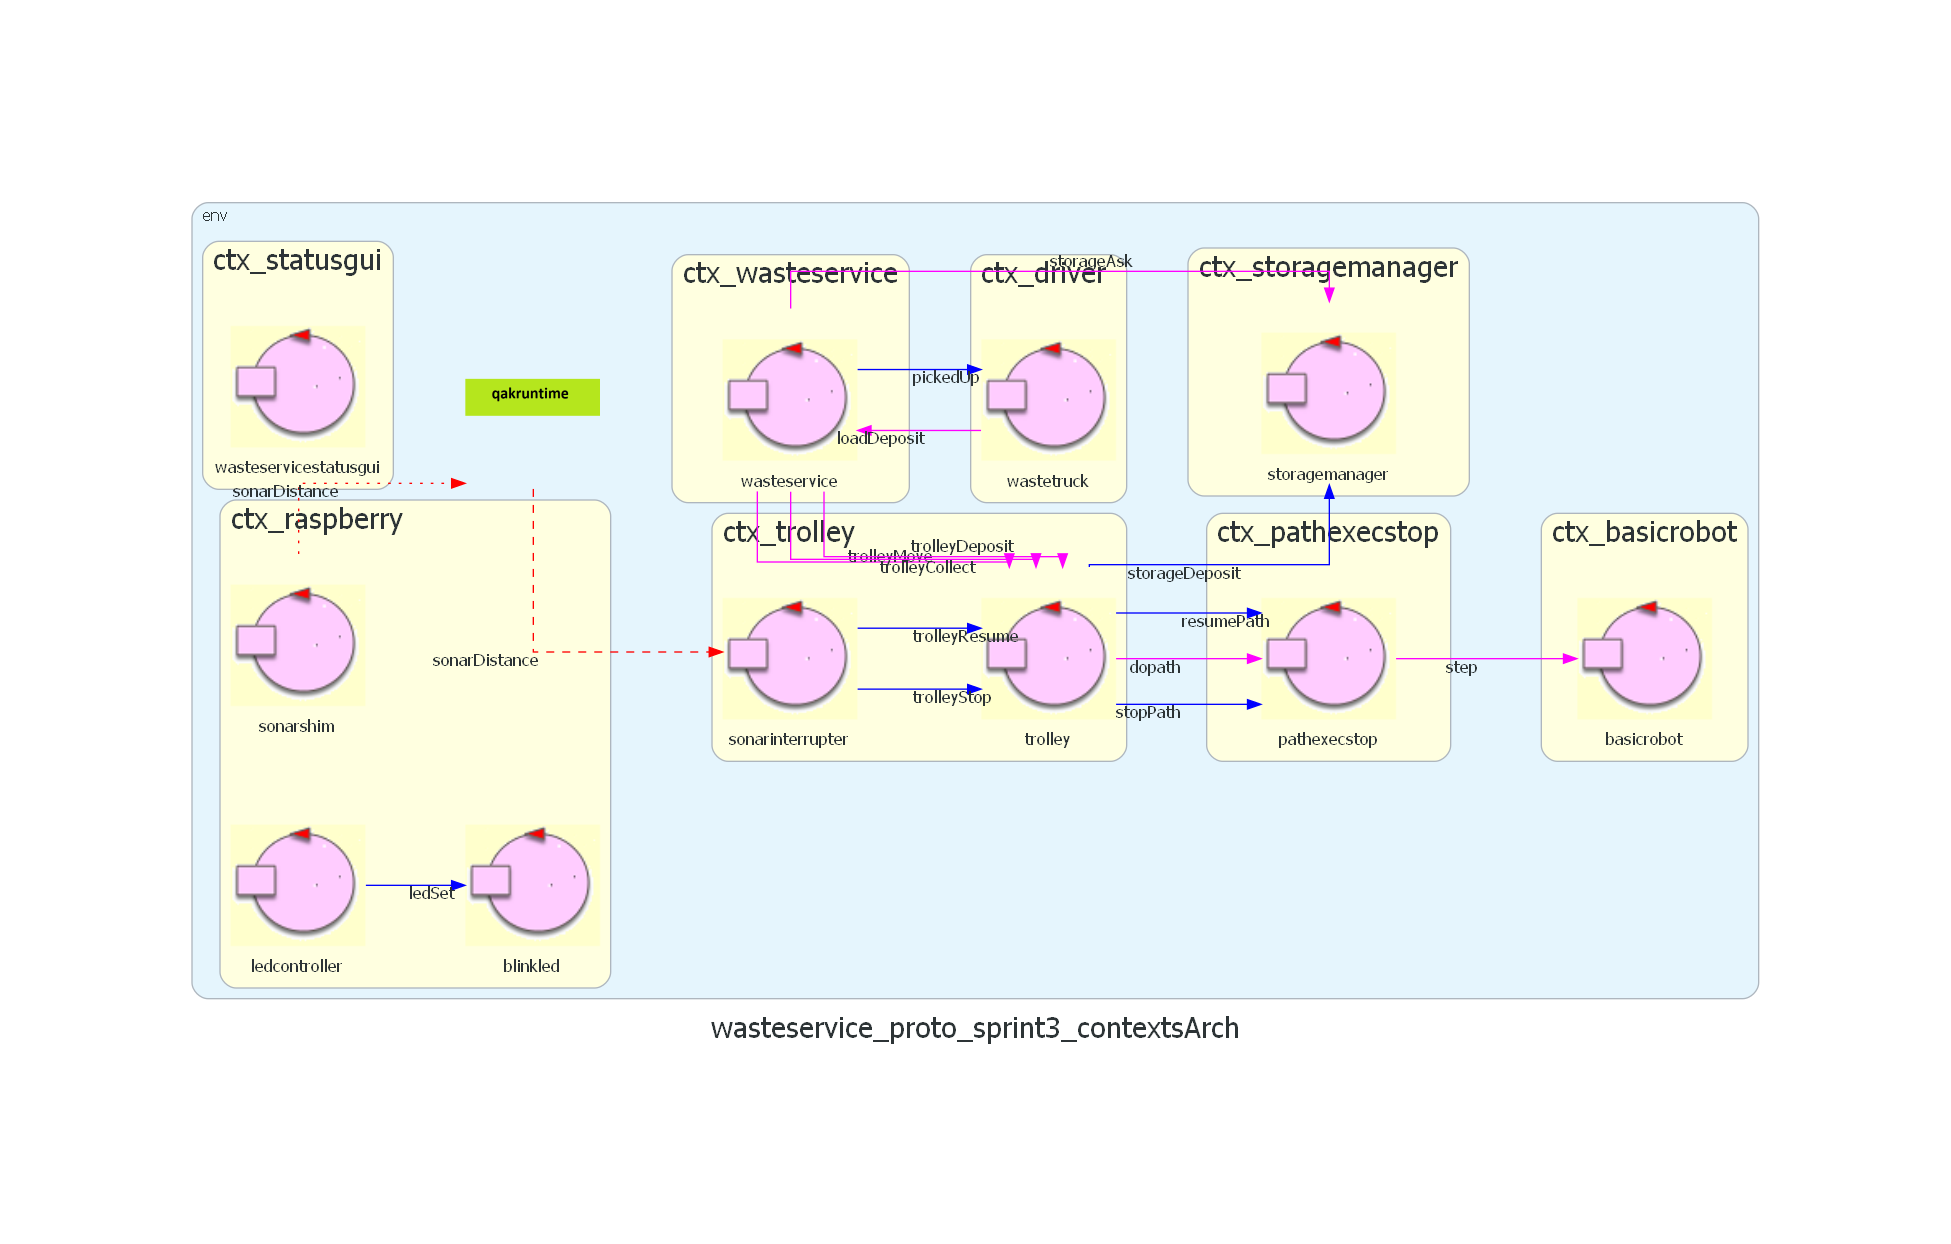 env
ctx_statusgui
ctx_wasteservice
ctx_driver
ctx_storagemanager
storageAsk
qakruntime
pickedUp
loadDeposit
wasteservicestatusgui
wasteservice
wastetruck
storagemanager
sonarDistance
ctx_raspberry
ctx_trolley
ctx_pathexecstop
ctx_basicrobot
trolleyDeposit
trolleyMove
trolleyCollect
storageDeposit
resumePath
trolleyResume
sonarDistance
dopath
step
trolleyStop
stopPath
sonarshim
sonarinterrupter
trolley
pathexecstop
basicrobot
ledSet
ledcontroller
blinkled
wasteservice_proto_sprint3_contextsArch